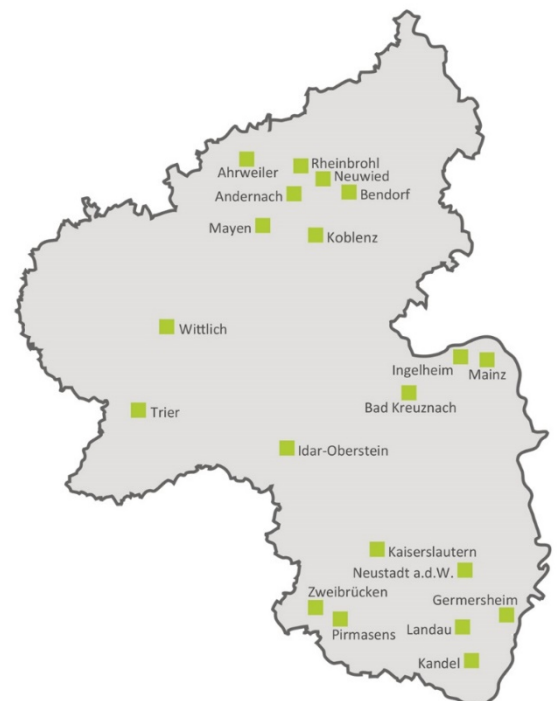 Ahrweiler
Rheinbrohl
Neuwied
Andernach
Bendorf
Mayen
Koblenz
Wittlich
Ingelheim
Mainz
Bad Kreuznach
Trier
Idar-Oberstein
Kaiserslautern
Neustadt a.d.W.
Zweibrücken
Germersheim
Pirmasens
Landau
Kandel